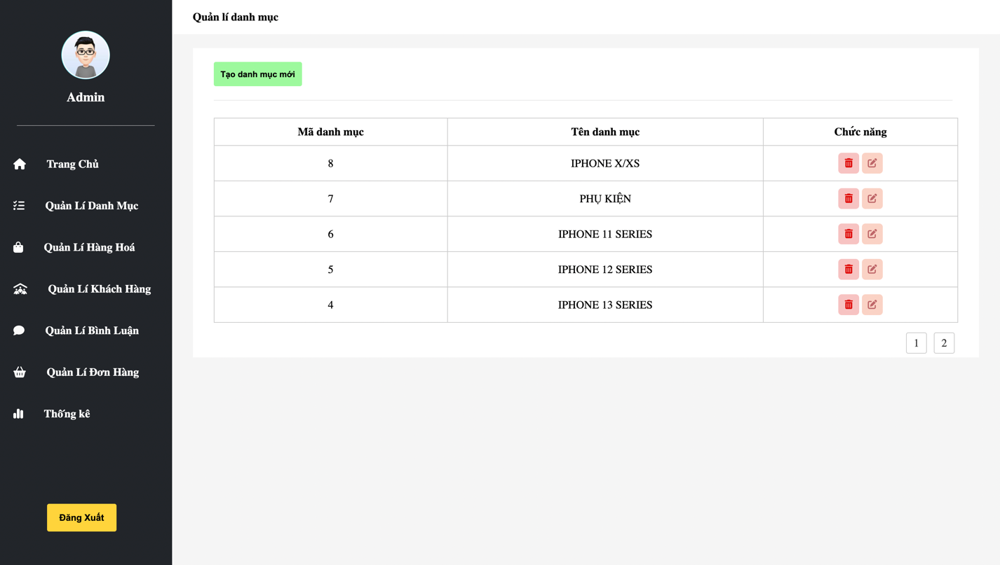 Admin
Trang Chủ
Quản Lí Danh Mục
Quản Lí Hàng Hoá
Quản Lí Khách Hàng
Quản Lí Bình Luận
Quản Lí Đơn Hàng
Thống kê
Đăng Xuất
Quản lí danh mục
Tạo danh mục mới
Mã danh mục Tên danh mục Chức năng
8 IPHONE X/XS
7 PHỤ KIỆN
6 IPHONE 11 SERIES
5 IPHONE 12 SERIES
4 IPHONE 13 SERIES
1 2